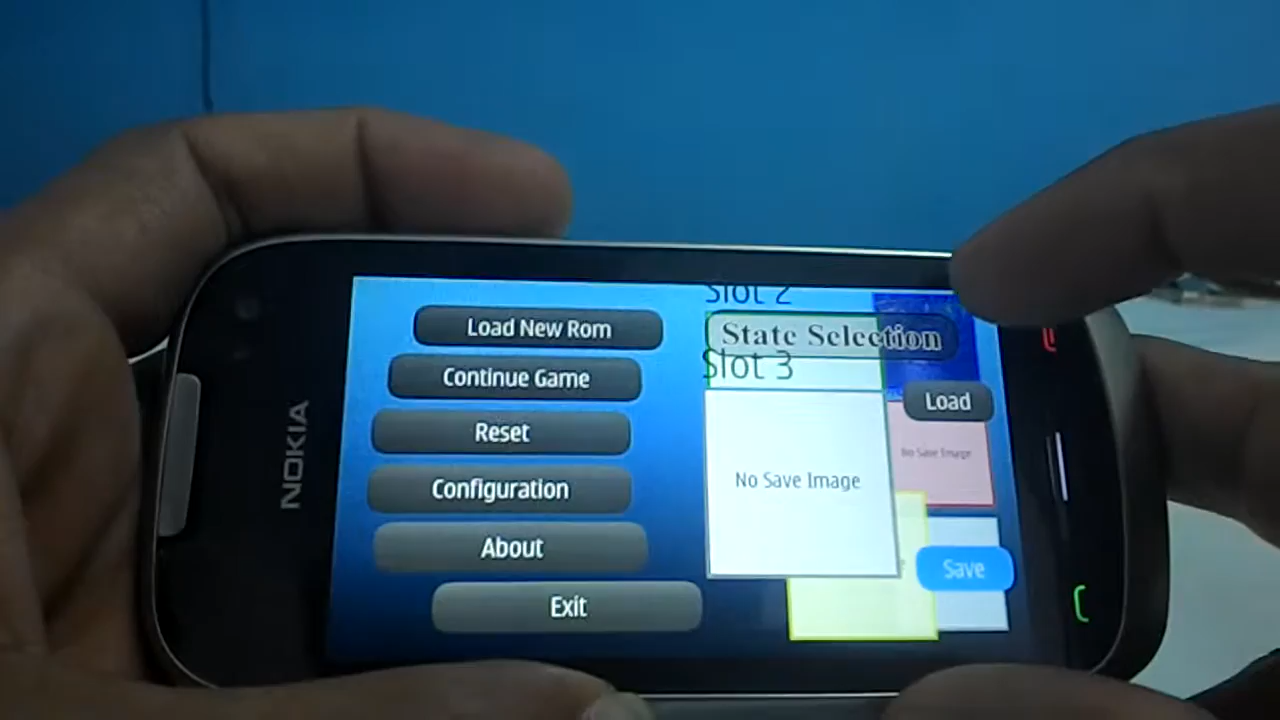 NOKIA
Load New Rom
Continue Game
Reset
Configuration
About
Exit
Slot 2
State Selection
Slot 3
No Save Image
Load
No Save Image
Save